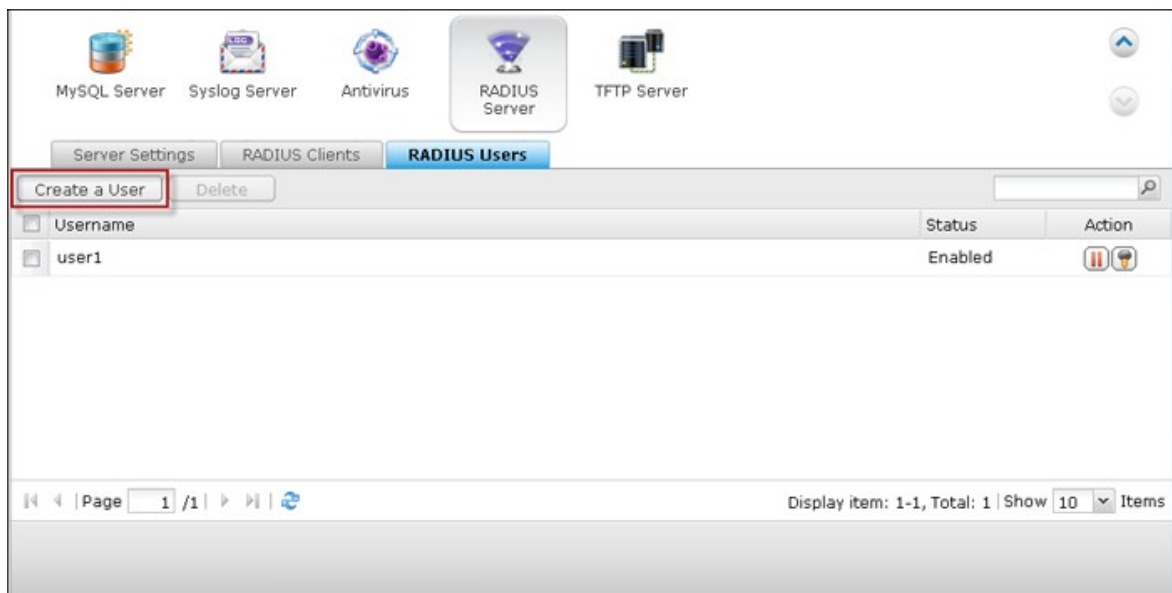 LOG
MySQL Server
Syslog Server
Antivirus
RADIUS
Server
TFTP Server
Server Settings
RADIUS Clients
RADIUS Users
Create a User
Delete
Username
Status
Action
user1
Enabled
Page 1 /1
Display item: 1-1, Total: 1 | Show 10 Items